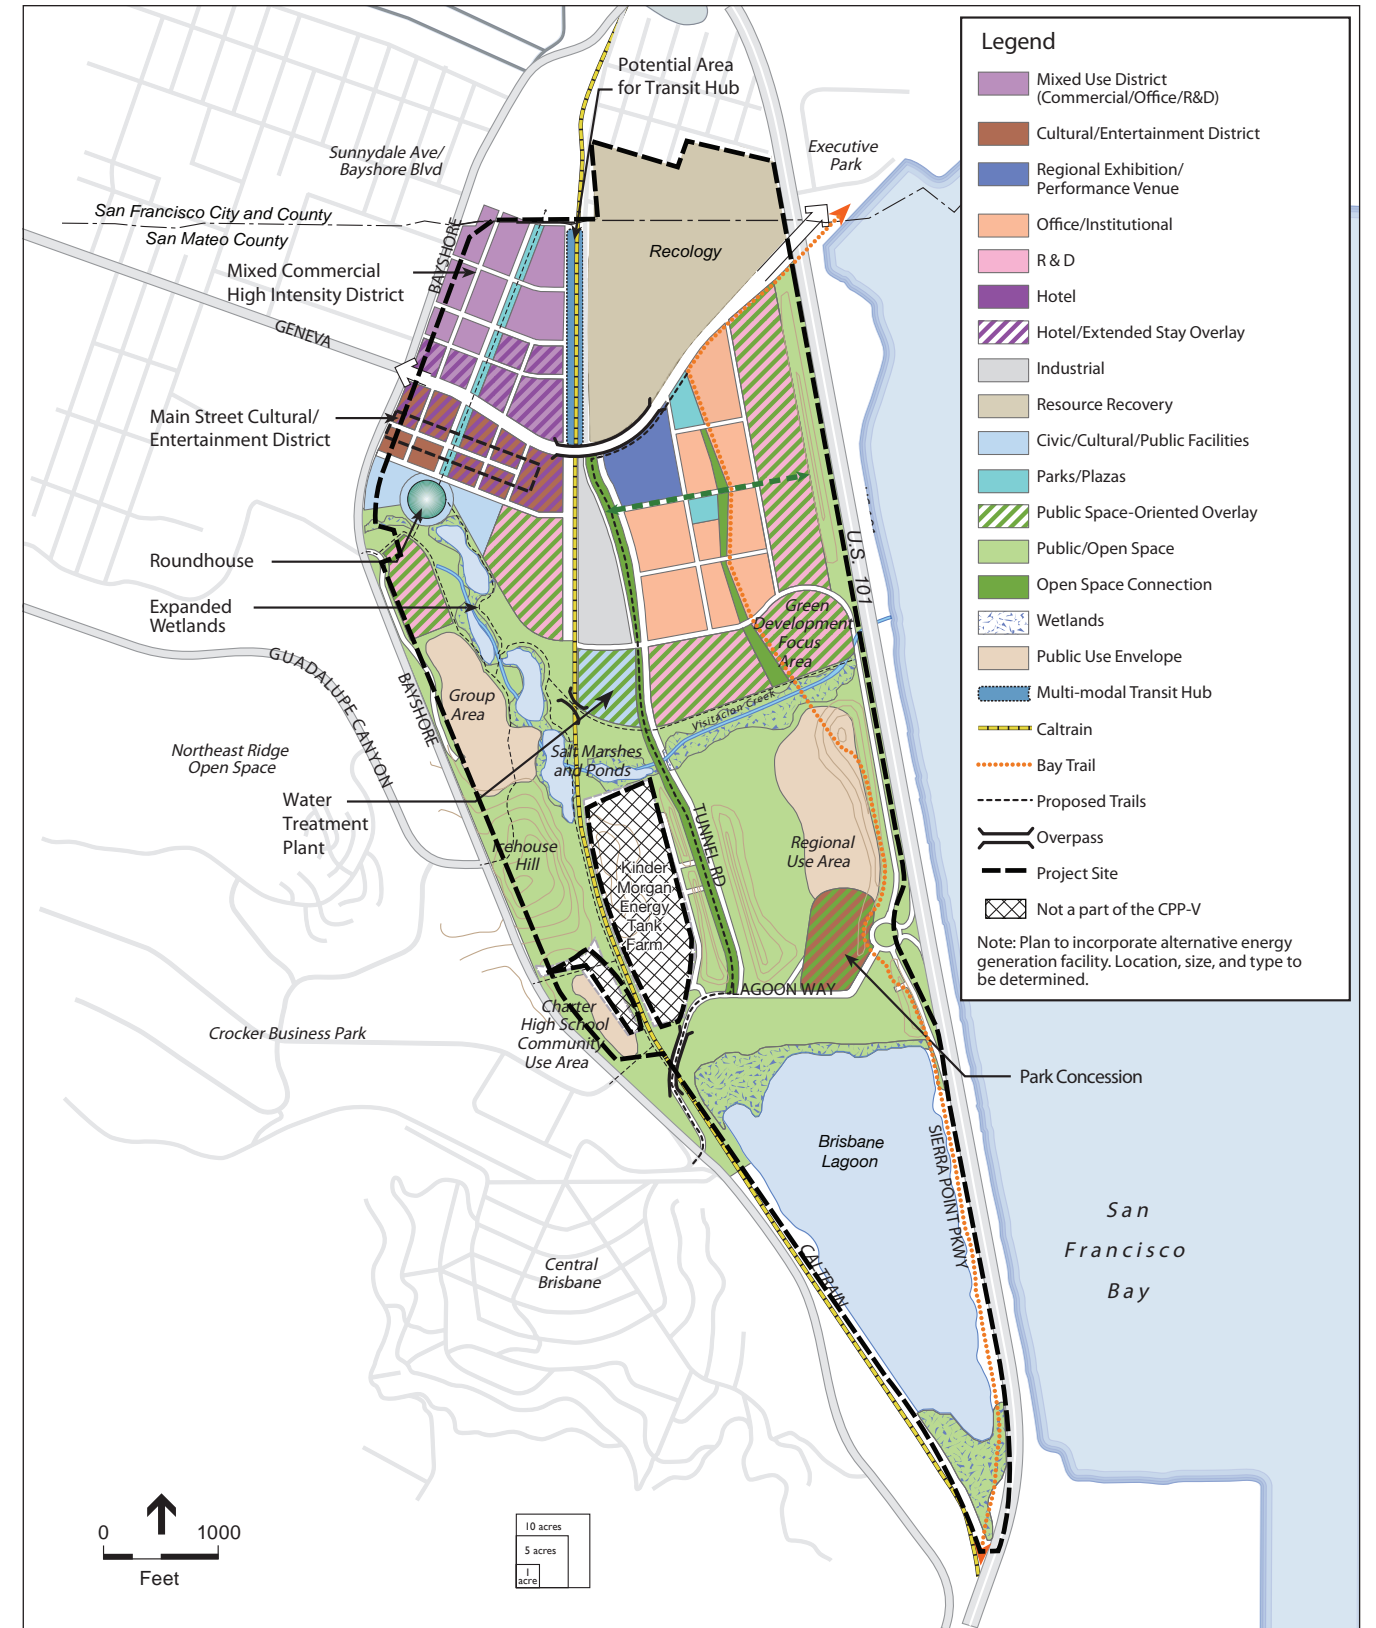 Potential Area
for Transit Hub
Sunnydale Ave/
Bayshore Blvd
Executive
Park
San Francisco City and County
San Mateo County
BAYSHORE
Recology
Mixed Commercial
High Intensity District
GENEVA
Main Street Cultural/
Entertainment District
Roundhouse
Expanded
Wetlands
U.S. 101
Green
Development
Focus
Area
GUADALUPE CANYON
BAYSHORE
Group
Area
Visitacion Creek
Northeast Ridge
Open Space
Salt Marshes
and Ponds
Water
Treatment
Plant
Icehouse
Hill
TUNNEL RD
Regional
Use Area
Kinder
Morgan
Energy
Tank
Farm
LAGOON WAY
Charter
High School
Community
Use Area
Crocker Business Park
Park Concession
Brisbane
Lagoon
SIERRA POINT PKWY
San
Francisco
Bay
CALTRAIN
Central
Brisbane
0 1000
Feet
10 acres
5 acres
1
acre
Legend
Mixed Use District
(Commercial/Office/R&D)
Cultural/Entertainment District
Regional Exhibition/
Performance Venue
Office/Institutional
R & D
Hotel
Hotel/Extended Stay Overlay
Industrial
Resource Recovery
Civic/Cultural/Public Facilities
Parks/Plazas
Public Space-Oriented Overlay
Public/Open Space
Open Space Connection
Wetlands
Public Use Envelope
Multi-modal Transit Hub
Caltrain
Bay Trail
Proposed Trails
Overpass
Project Site
Not a part of the CPP-V
Note: Plan to incorporate alternative energy
generation facility. Location, size, and type to
be determined.